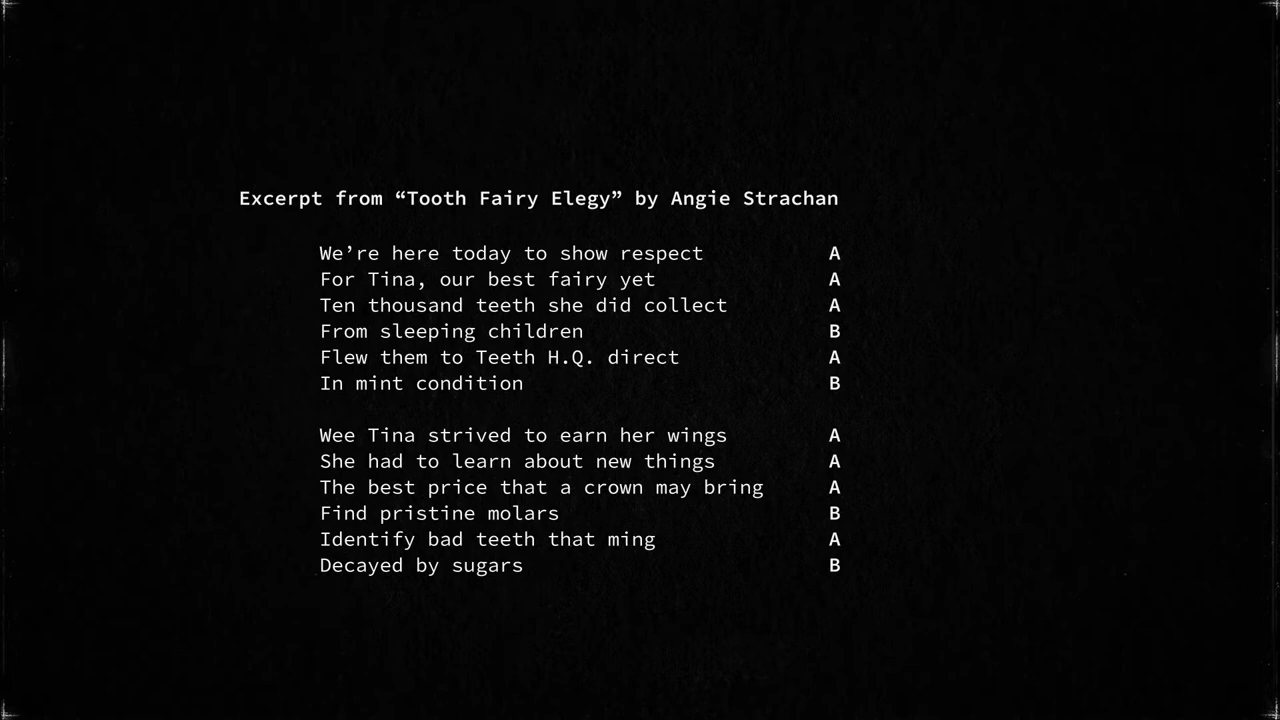 Excerpt from “Tooth Fairy Elegy” by Angie Strachan
We’re here today to show respect A
For Tina, our best fairy yet A
Ten thousand teeth she did collect A
From sleeping children B
Flew them to Teeth H.Q. direct A
In mint condition B
Wee Tina strived to earn her wings A
She had to learn about new things A
The best price that a crown may bring A
Find pristine molars B
Identify bad teeth that ming A
Decayed by sugars B